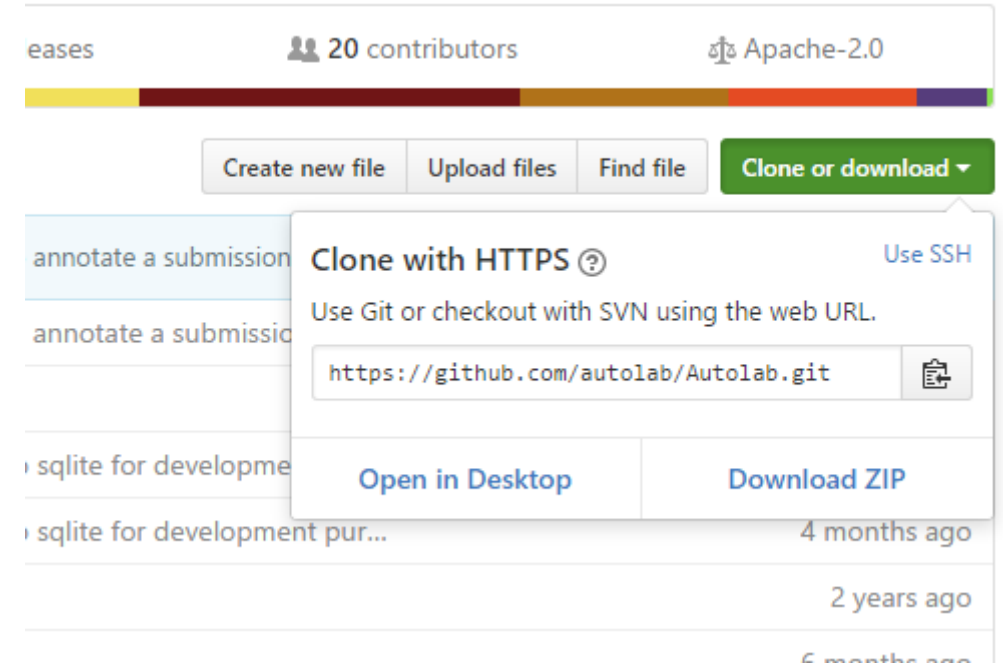 eases 20 contributors Apache-2.0
Create new file Upload files Find file Clone or download
annotate a submission
Clone with HTTPS Use SSH
Use Git or checkout with SVN using the web URL.
annotate a submissio
https://github.com/autolab/Autolab.git
sqlite for developme
Open in Desktop Download ZIP
sqlite for development pur... 4 months ago
2 years ago
6 months ago